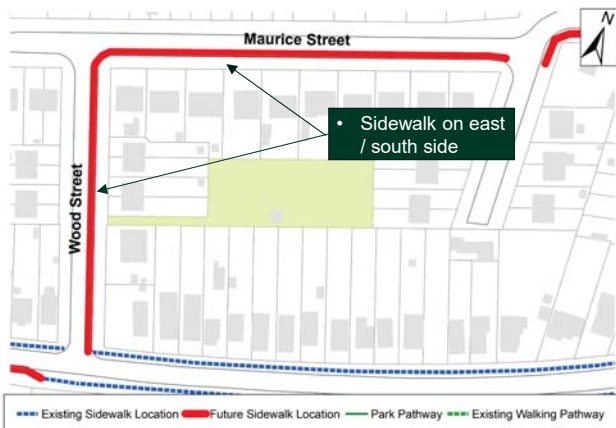 Maurice Street
N
• Sidewalk on east
/ south side
Wood Street
Existing Sidewalk Location Future Sidewalk Location Park Pathway Existing Walking Pathway